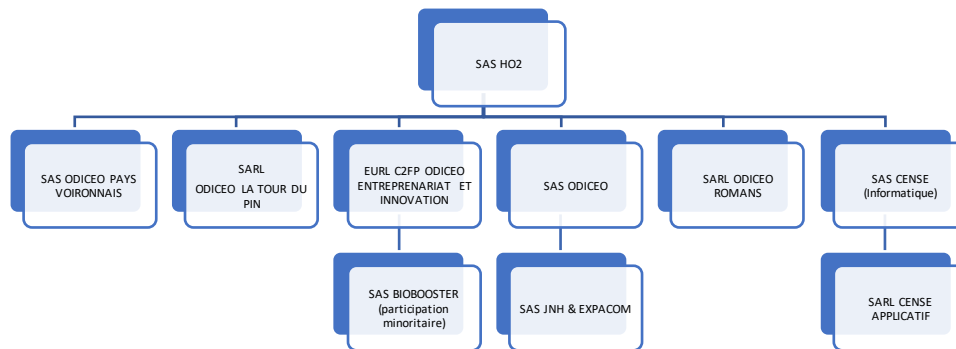 SAS HO2
SAS ODICEO PAYS
VOIRONNAIS
SARL
ODICEO LA TOUR DU
PIN
EURL C2FP ODICEO
ENTREPRENARIAT ET
INNOVATION
SAS ODICEO
SARL ODICEO
ROMANS
SAS CENSE
(Informatique)
SAS BIOBOOSTER
(participation
minoritaire)
SAS JNH & EXPACOM
SARL CENSE
APPLICATIF